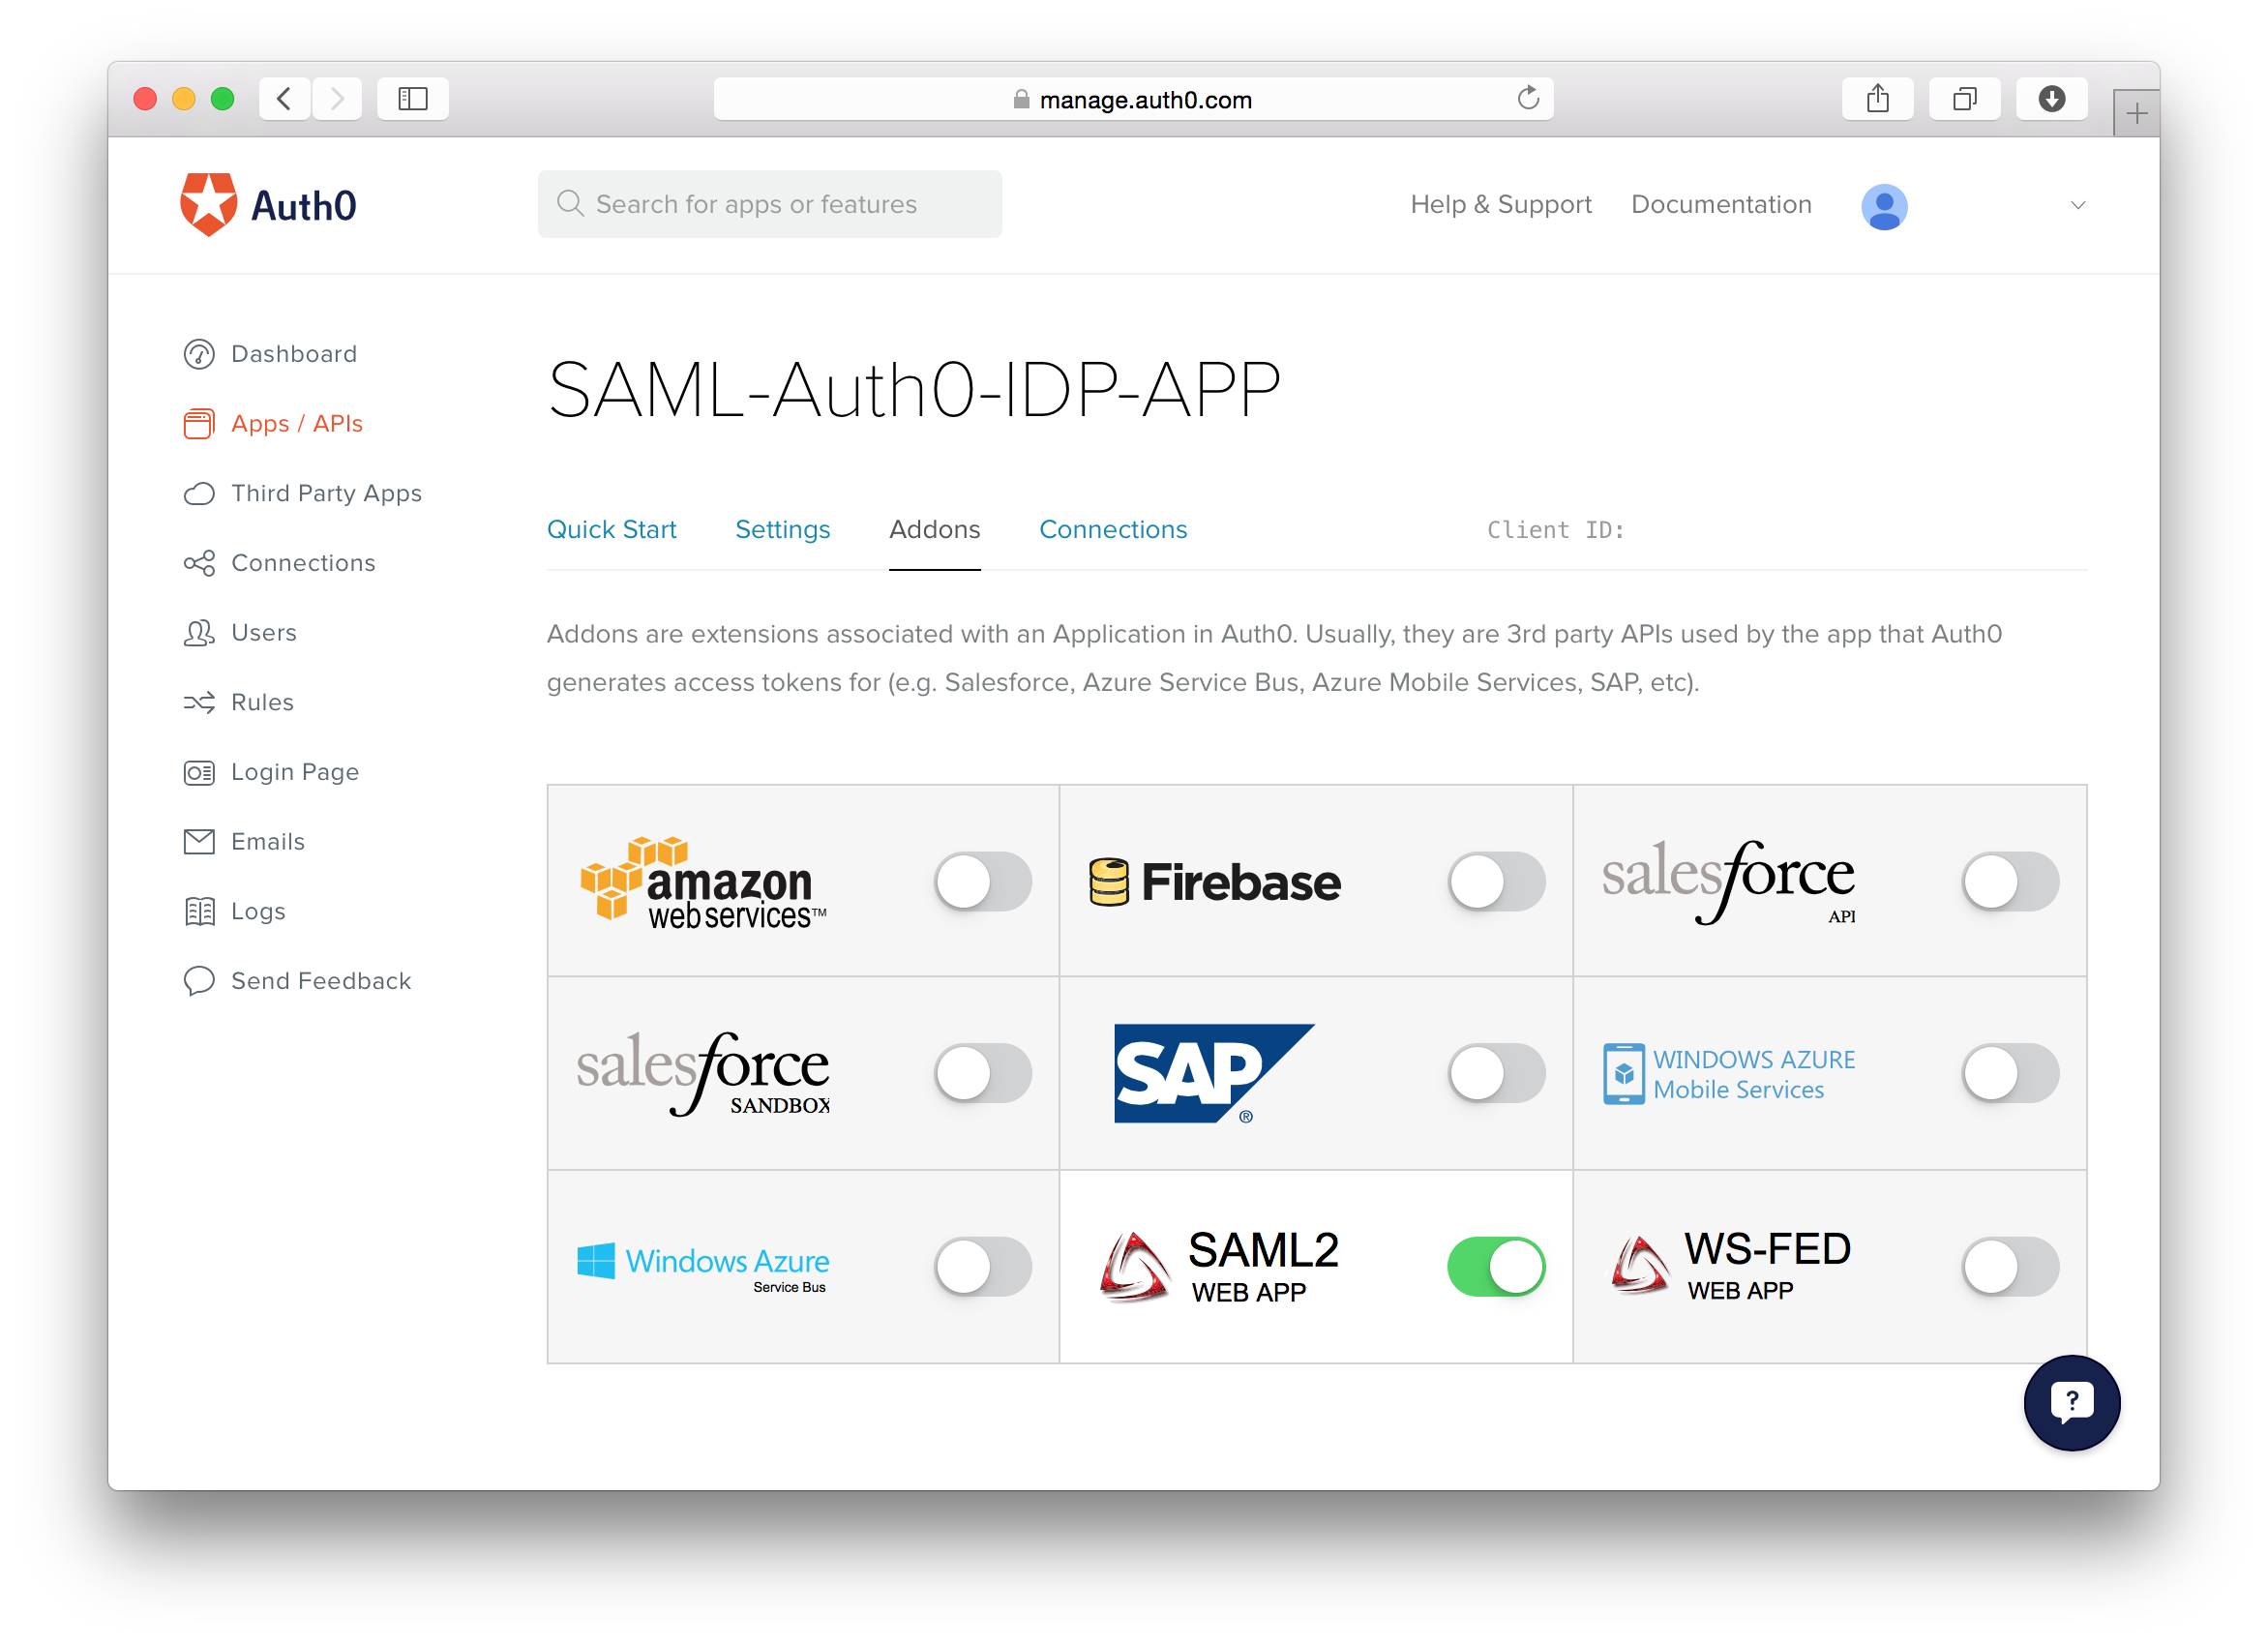 manage.auth0.com
Auth0
Search for apps or features
Help & Support
Documentation
Dashboard
Apps / APIs
Third Party Apps
Connections
Users
Rules
Login Page
Emails
Logs
Send Feedback
SAML-Auth0-IDP-APP
Quick Start
Settings
Addons
Connections
Client ID:
Addons are extensions associated with an Application in Auth0. Usually, they are 3rd party APIs used by the app that Auth0
generates access tokens for (e.g. Salesforce, Azure Service Bus, Azure Mobile Services, SAP, etc).
amazon
webservices™
Firebase
salesforce
API
salesforce
SANDBOX
SAP
®
WINDOWS AZURE
Mobile Services
Windows Azure
Service Bus
SAML2
WEB APP
WS-FED
WEB APP
?